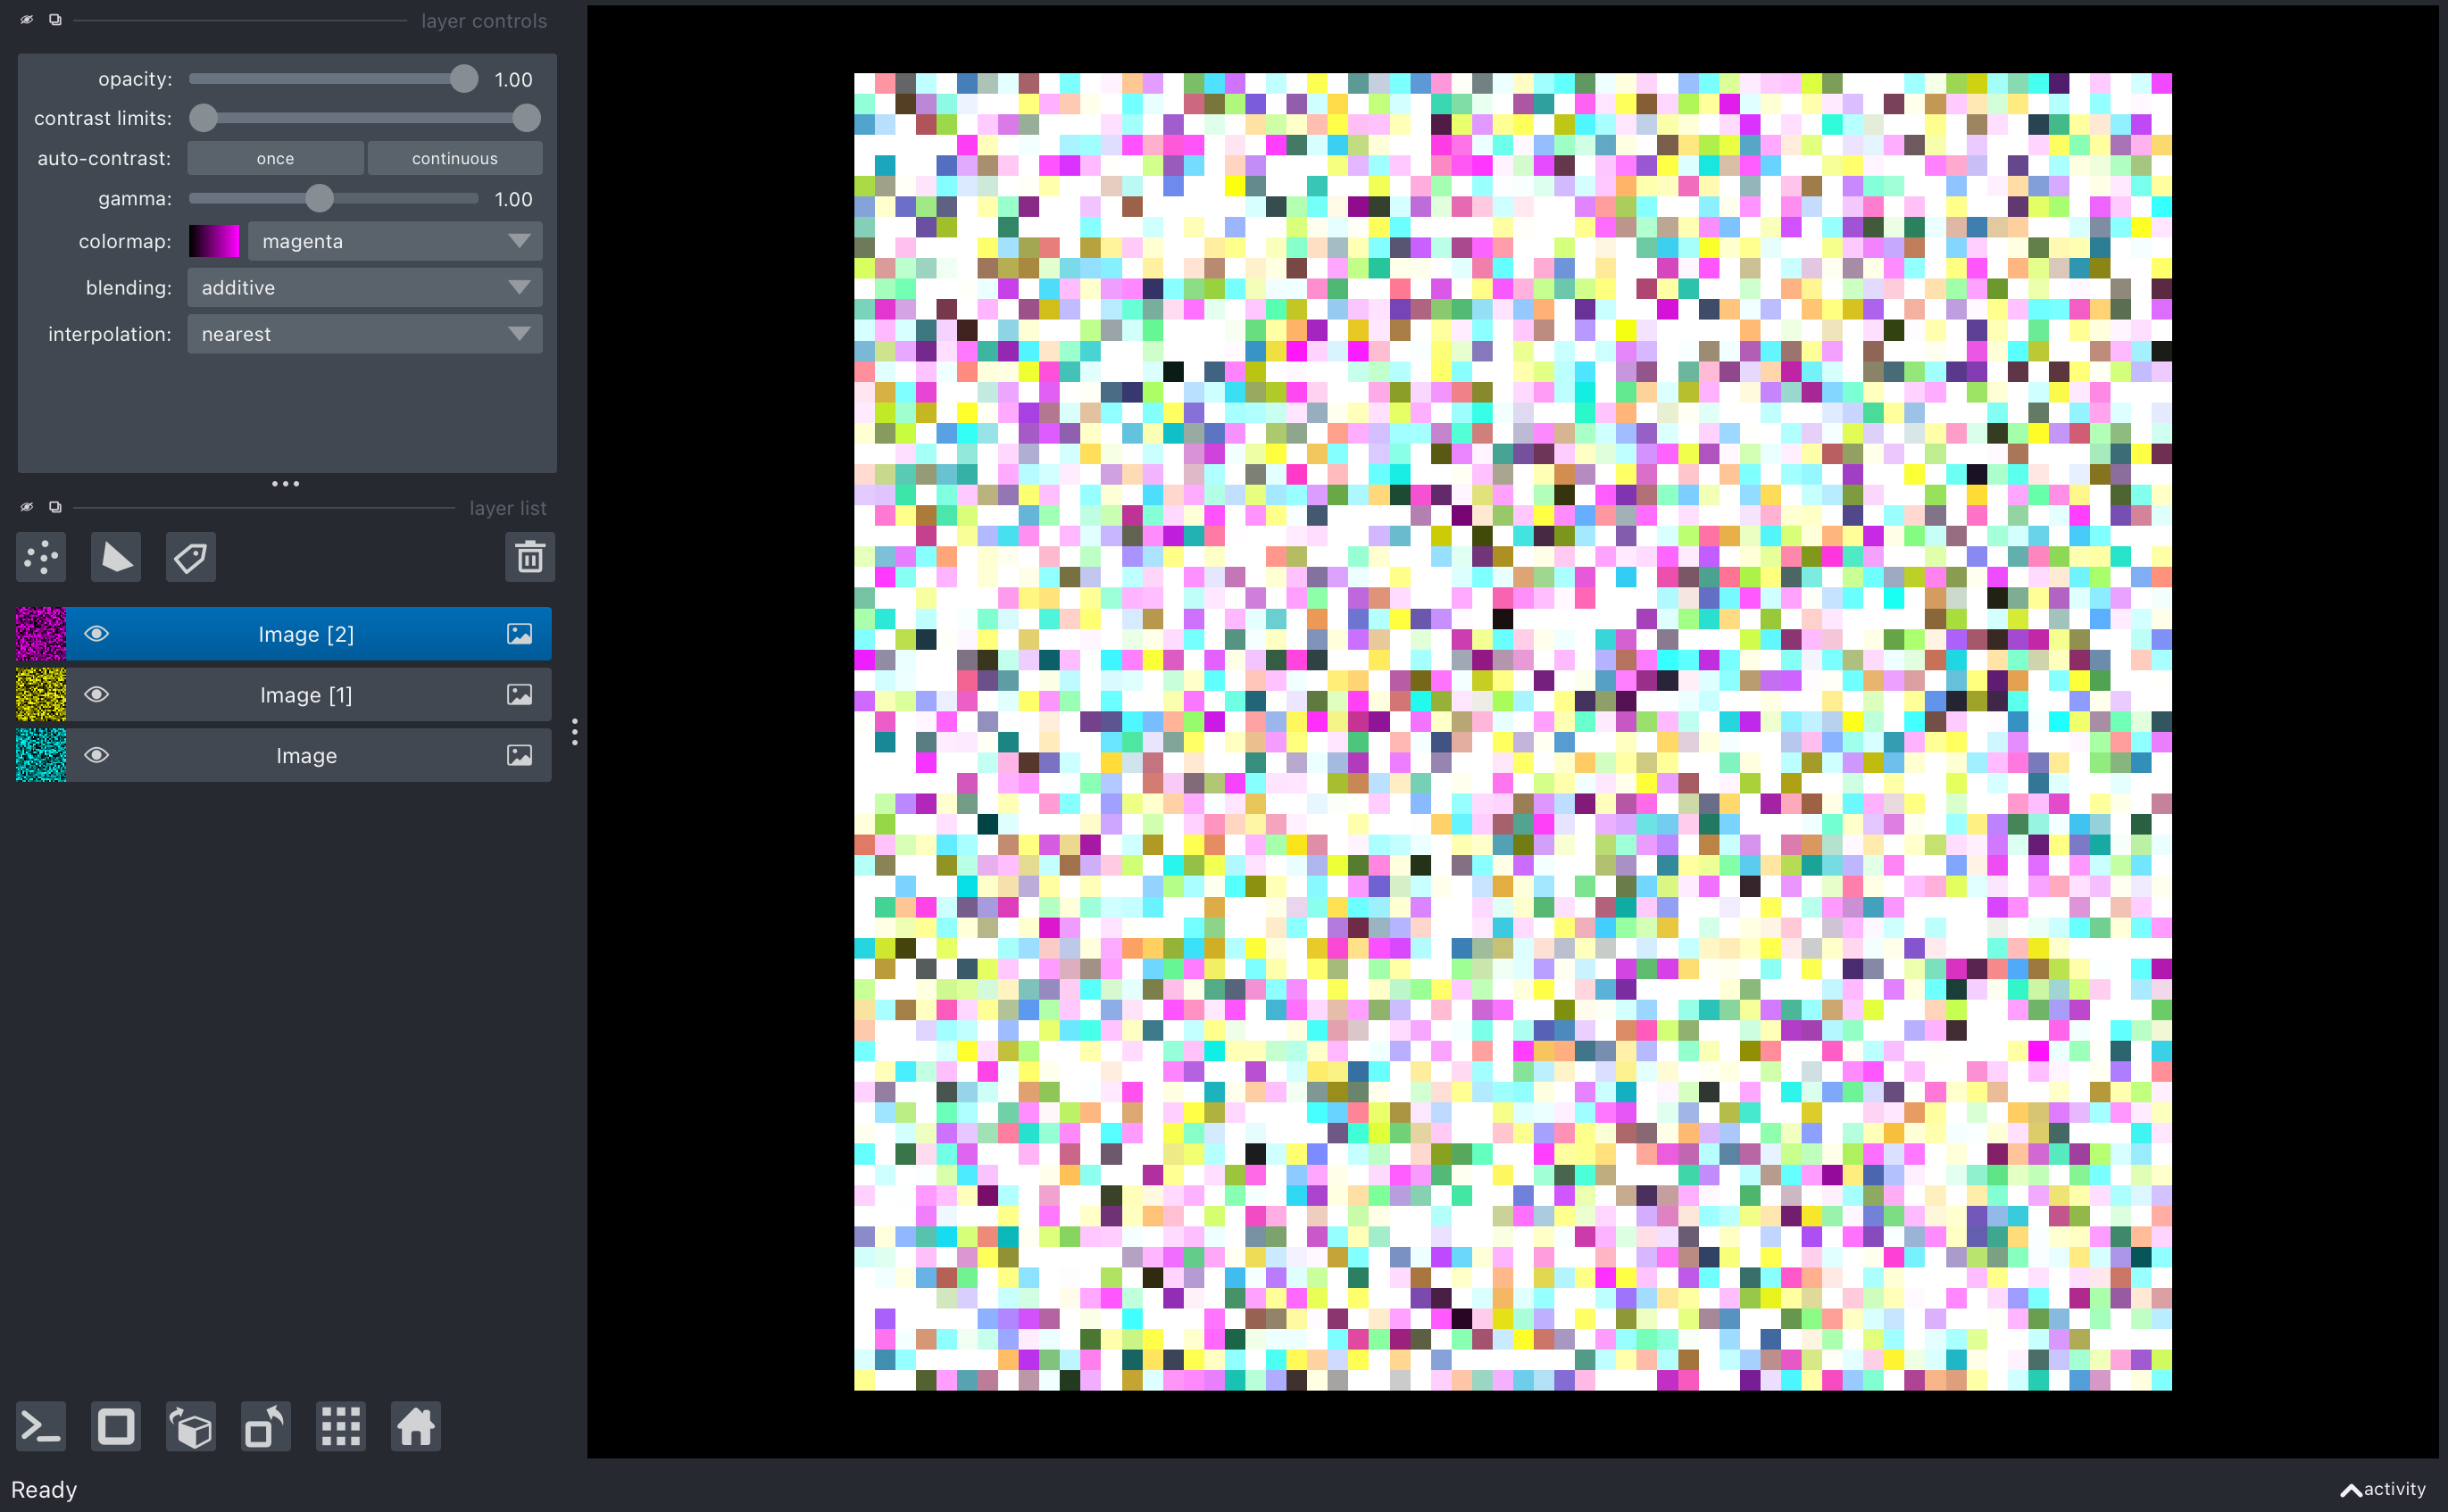 layer controls
opacity: 1.00
contrast limits:
auto-contrast: once continuous
gamma: 1.00
colormap: magenta
blending: additive
interpolation: nearest
layer list
Image [2]
Image [1]
Image
Ready
activity